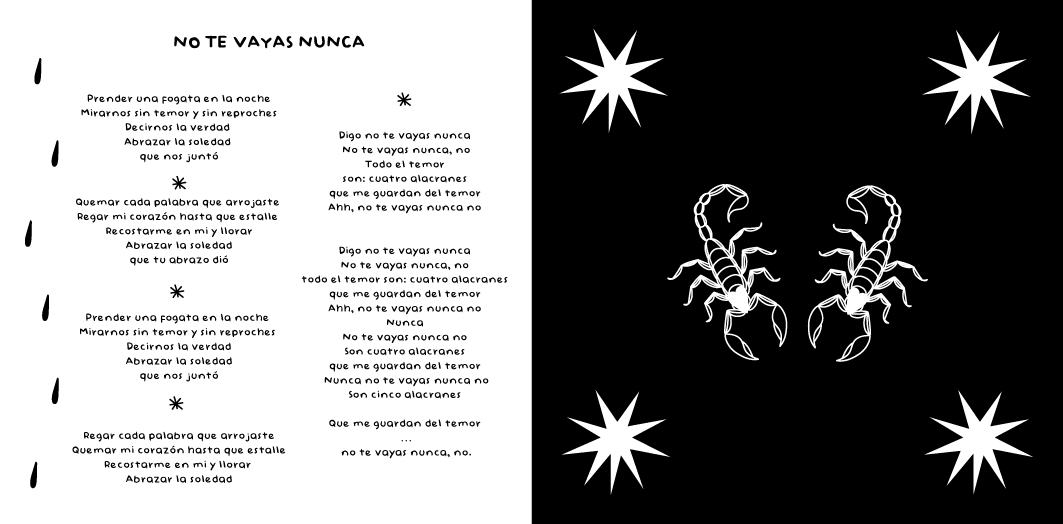 NO TE VAYAS NUNCA
Prender una fogata en la noche
Mirarnos sin temor y sin reproches
Decirnos la verdad
Abrazar la soledad
que nos juntó
Quemar cada palabra que arrojaste
Regar mi corazón hasta que estalle
Recostarme en mi y llorar
Abrazar la soledad
que tu abrazo dió
Prender una fogata en la noche
Mirarnos sin temor y sin reproches
Decirnos la verdad
Abrazar la soledad
que nos juntó
Regar cada palabra que arrojaste
Quemar mi corazón hasta que estalle
Recostarme en mi y llorar
Abrazar la soledad
Digo no te vayas nunca
No te vayas nunca, no
Todo el temor
son: cuatro alacranes
que me guardan del temor
Ahh, no te vayas nunca no
Digo no te vayas nunca
No te vayas nunca, no
todo el temor son: cuatro alacranes
que me guardan del temor
Ahh, no te vayas nunca no
Nunca
No te vayas nunca no
Son cuatro alacranes
que me guardan del temor
Nunca no te vayas nunca no
Son cinco alacranes
Que me guardan del temor
...
no te vayas nunca, no.